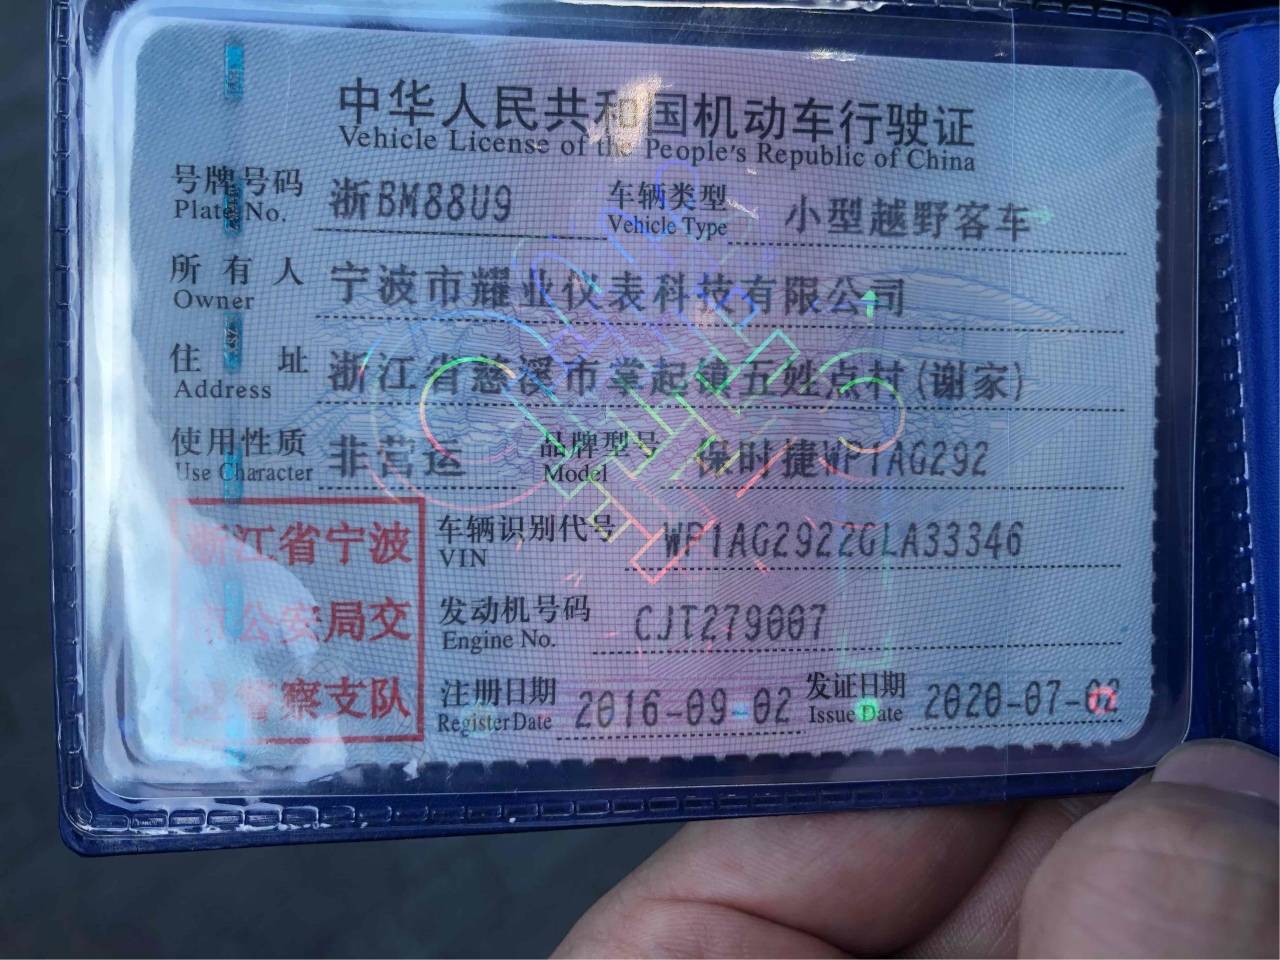 中华人民共和国机动车行驶证
Vehicle License of the People's Republic of China
号牌号码 浙BM88U9 车辆类型 小型越野客车
Plate No. Vehicle Type
所有人 宁波市耀业仪表科技有限公司
Owner
住址 浙江省慈溪市掌起镇五姓点村(谢家)
Address
使用性质 非营运 品牌型号 保时捷WP1AG292
Use Character Model
车辆识别代号 WP1AG2922GLA33346
VIN
发动机号码 CJT279007
Engine No.
注册日期 2016-09-02 发证日期 2020-07-02
Register Date Issue Date
浙江省宁波
公安局交
警察支队